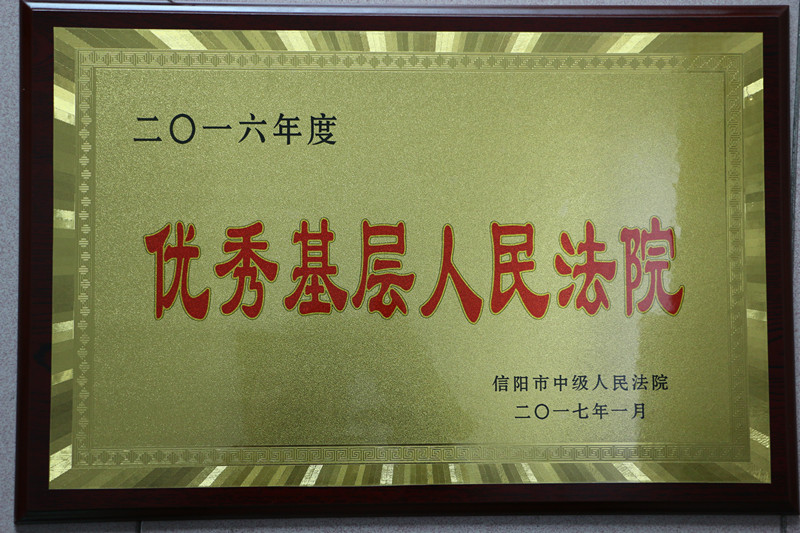 二〇一六年度
优秀基层人民法院
信阳市中级人民法院
二〇一七年一月